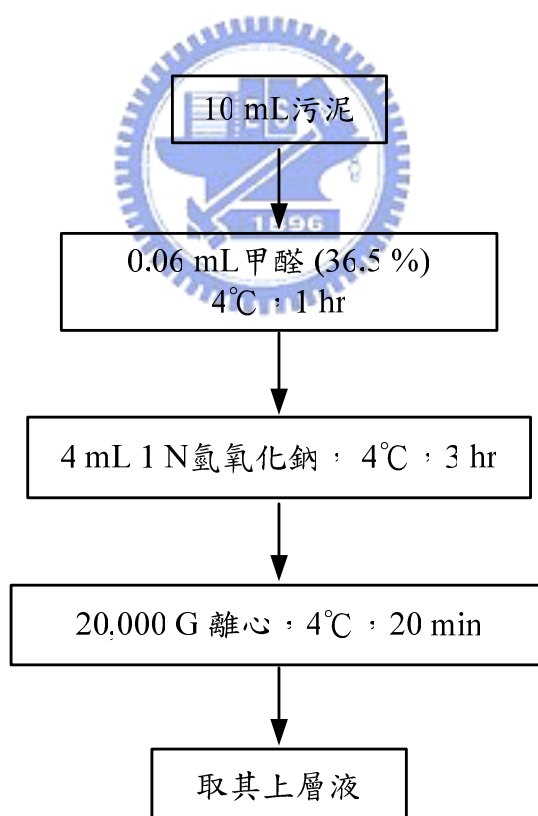 10 mL污泥
1896
0.06 mL甲醛 (36.5 %)
4℃，1 hr
4 mL 1 N氫氧化鈉， 4℃，3 hr
20,000 G 離心，4℃，20 min
取其上層液